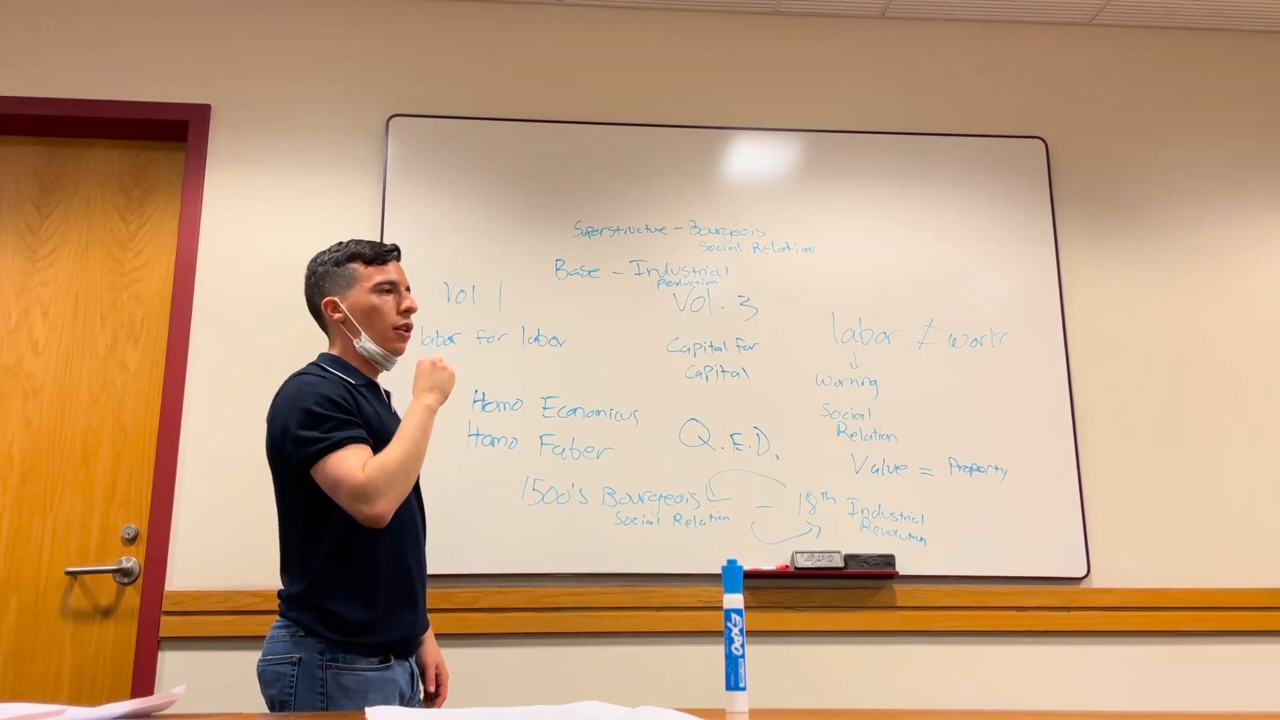 Superstructure - Bourgeois
Social Relations
Base - Industrial
Production
Vol 1
Vol. 3
labor for labor
Capital for
Capital
labor ≠ work
↓
Working
Social
Relation
Homo Economicus
Homo Faber
Q.E.D.
Value = Property
1500's Bourgeois
Social Relation
- 18th Industrial
Revolution
EXPO